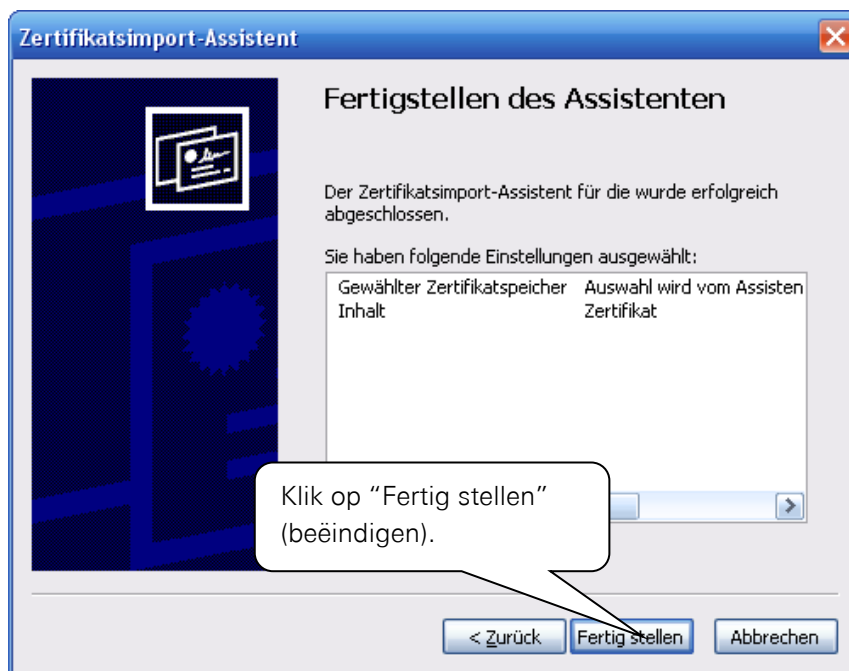 Zertifikatsimport-Assistent
Fertigstellen des Assistenten
Der Zertifikatsimport-Assistent für die wurde erfolgreich
abgeschlossen.
Sie haben folgende Einstellungen ausgewählt:
Gewählter Zertifikatspeicher Auswahl wird vom Assisten
Inhalt Zertifikat
Klik op “Fertig stellen”
(beëindigen).
< Zurück Fertig stellen Abbrechen